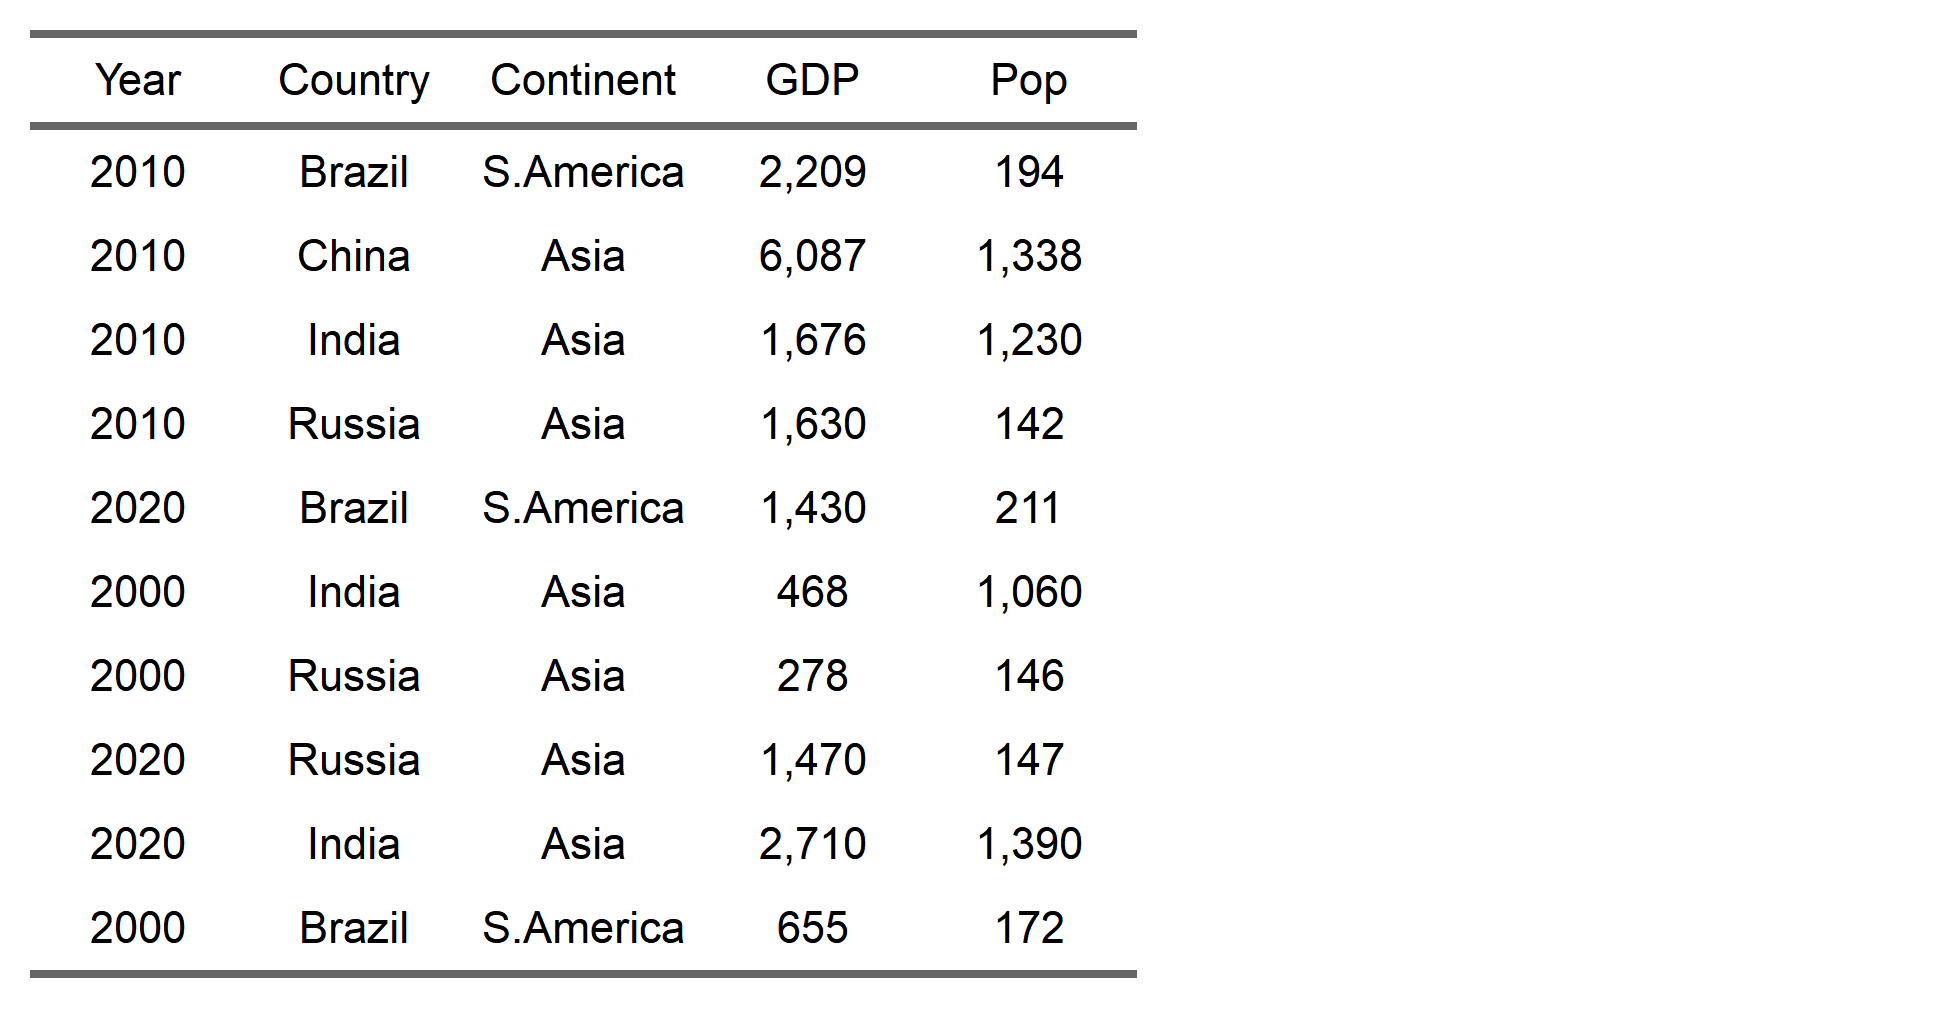 Year Country Continent GDP Pop
2010 Brazil S.America 2,209 194
2010 China Asia 6,087 1,338
2010 India Asia 1,676 1,230
2010 Russia Asia 1,630 142
2020 Brazil S.America 1,430 211
2000 India Asia 468 1,060
2000 Russia Asia 278 146
2020 Russia Asia 1,470 147
2020 India Asia 2,710 1,390
2000 Brazil S.America 655 172